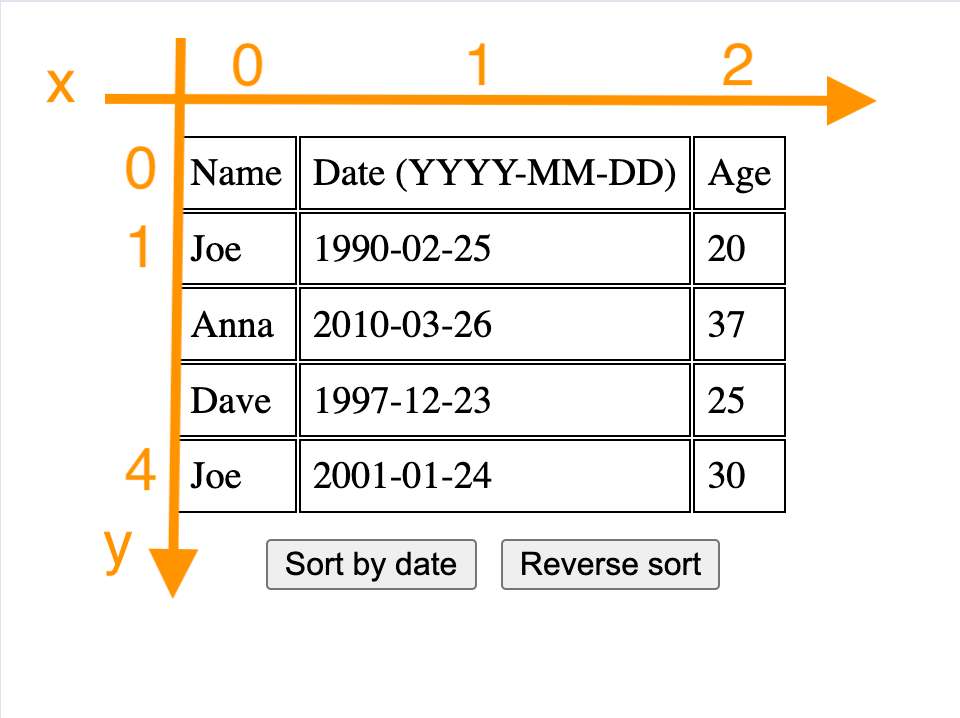 x 0 1 2
0 Name Date (YYYY-MM-DD) Age
1 Joe 1990-02-25 20
Anna 2010-03-26 37
Dave 1997-12-23 25
4 Joe 2001-01-24 30
y Sort by date Reverse sort